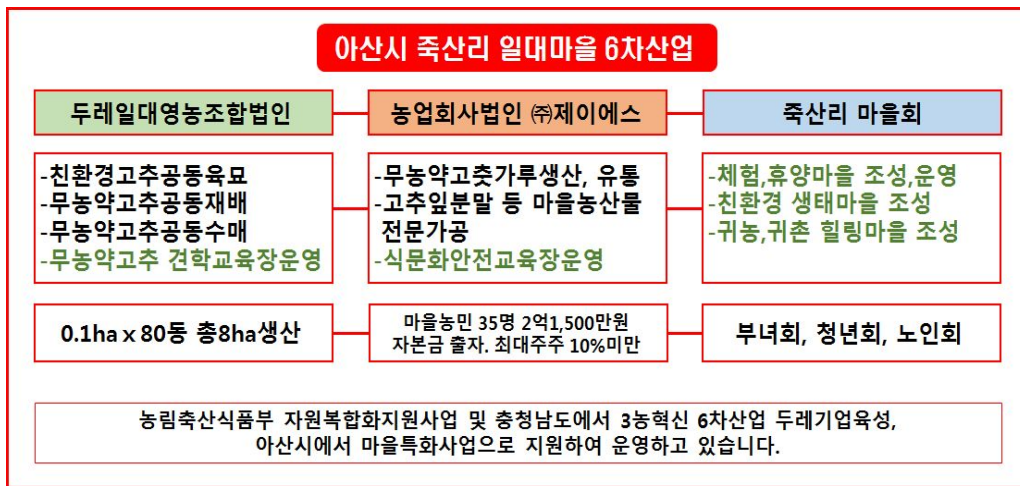 아산시 죽산리 일대마을 6차산업
두레일대영농조합법인
농업회사법인 ㈜제이에스
죽산리 마을회
-친환경고추공동육묘
-무농약고추공동재배
-무농약고추공동수매
-무농약고추 견학교육장운영
-무농약고춧가루생산, 유통
-고추잎분말 등 마을농산물
전문가공
-식문화안전교육장운영
-체험,휴양마을 조성,운영
-친환경 생태마을 조성
-귀농,귀촌 힐링마을 조성
0.1ha x 80동 총8ha생산
마을농민 35명 2억1,500만원
자본금 출자. 최대주주 10%미만
부녀회, 청년회, 노인회
농림축산식품부 자원복합화지원사업 및 충청남도에서 3농혁신 6차산업 두레기업육성,
아산시에서 마을특화사업으로 지원하여 운영하고 있습니다.